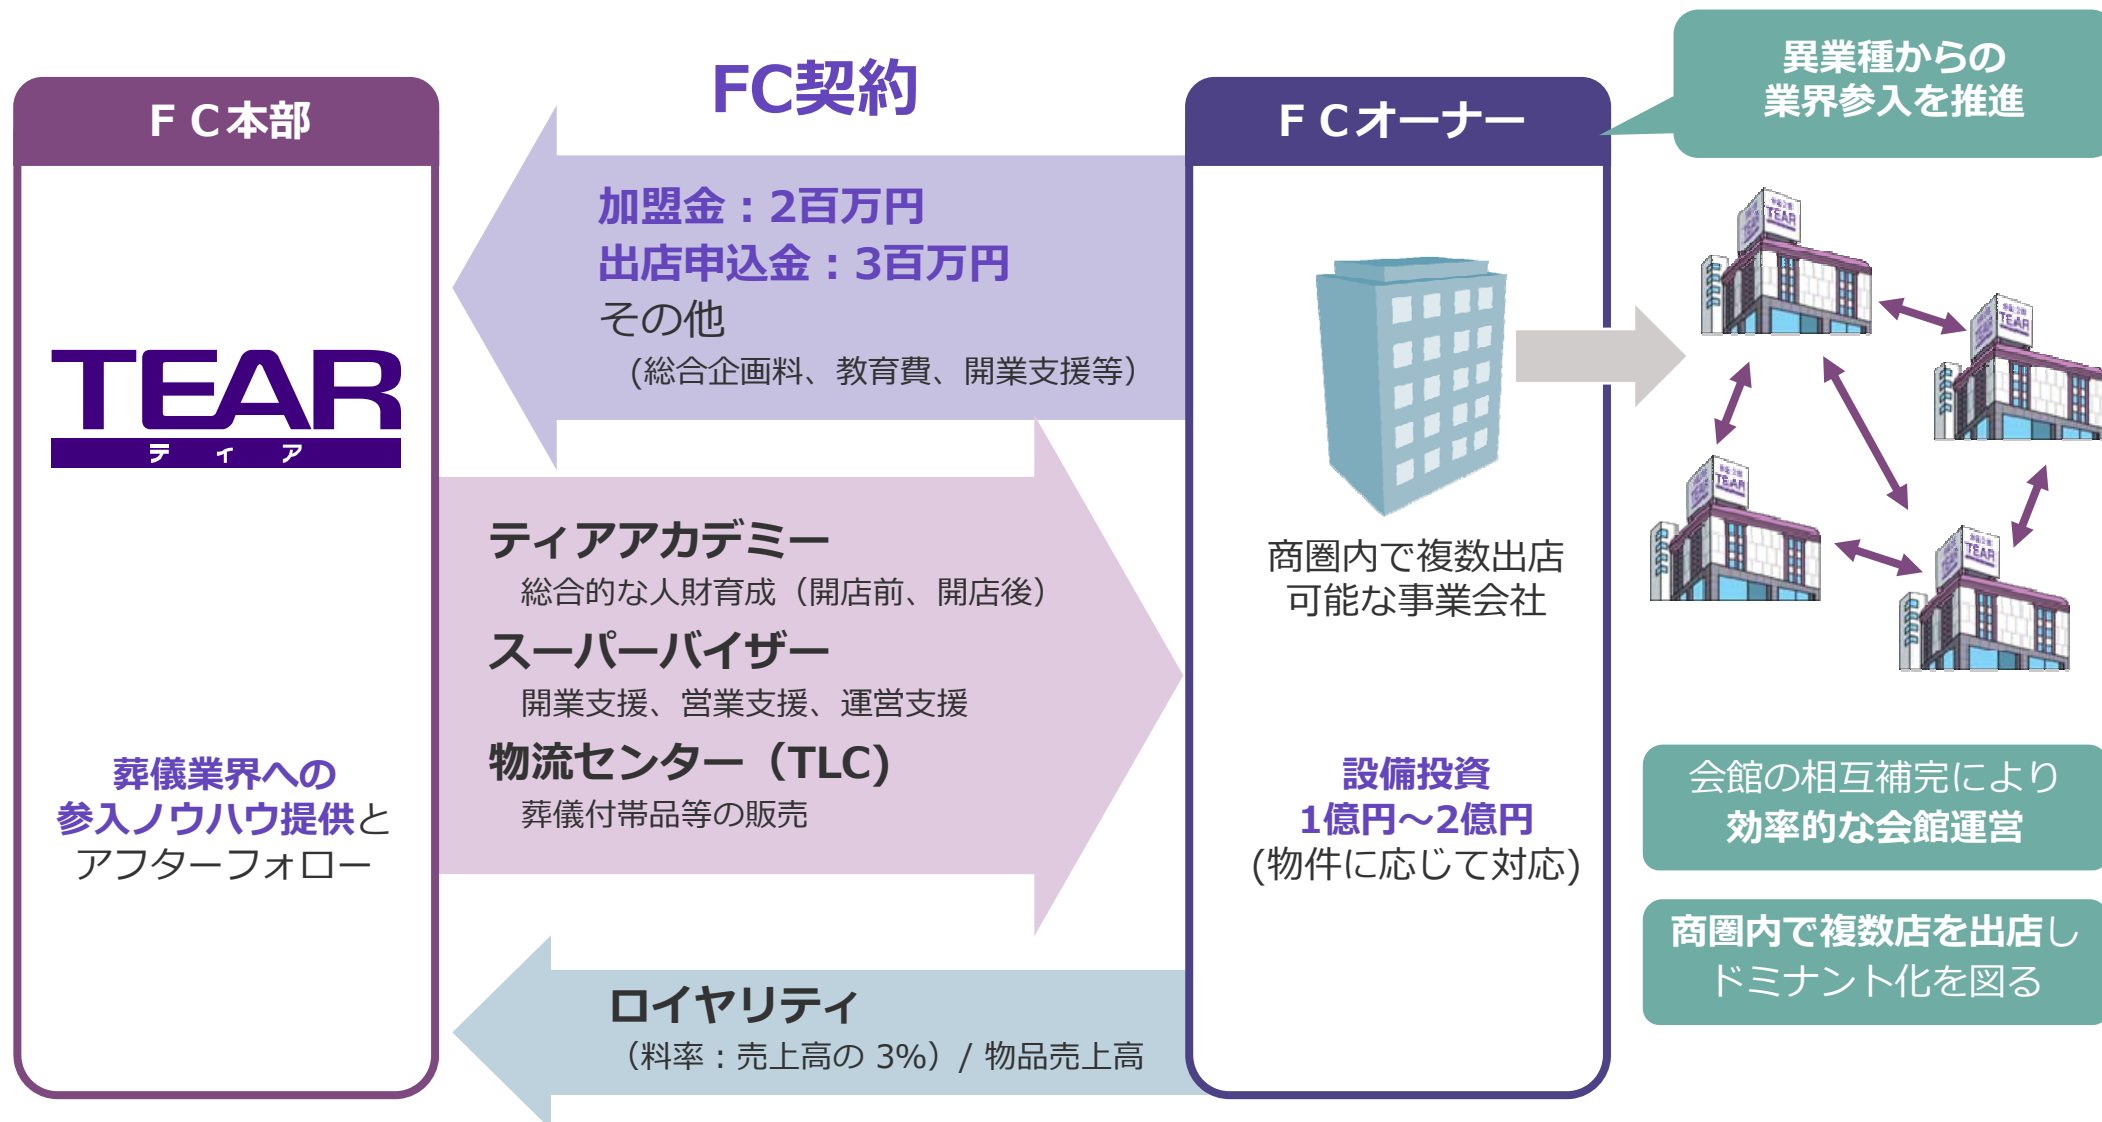 FC契約
ＦＣ本部
TEAR
ティア
葬儀業界への
参入ノウハウ提供と
アフターフォロー
加盟金：2百万円
出店申込金：3百万円
その他
(総合企画料、教育費、開業支援等）
ティアアカデミー
総合的な人財育成（開店前、開店後）
スーパーバイザー
開業支援、営業支援、運営支援
物流センター（TLC)
葬儀付帯品等の販売
ロイヤリティ
（料率：売上高の 3%）/ 物品売上高
ＦＣオーナー
商圏内で複数出店
可能な事業会社
設備投資
1億円～2億円
(物件に応じて対応)
異業種からの
業界参入を推進
TEAR
TEAR
TEAR
TEAR
会館の相互補完により
効率的な会館運営
商圏内で複数店を出店し
ドミナント化を図る